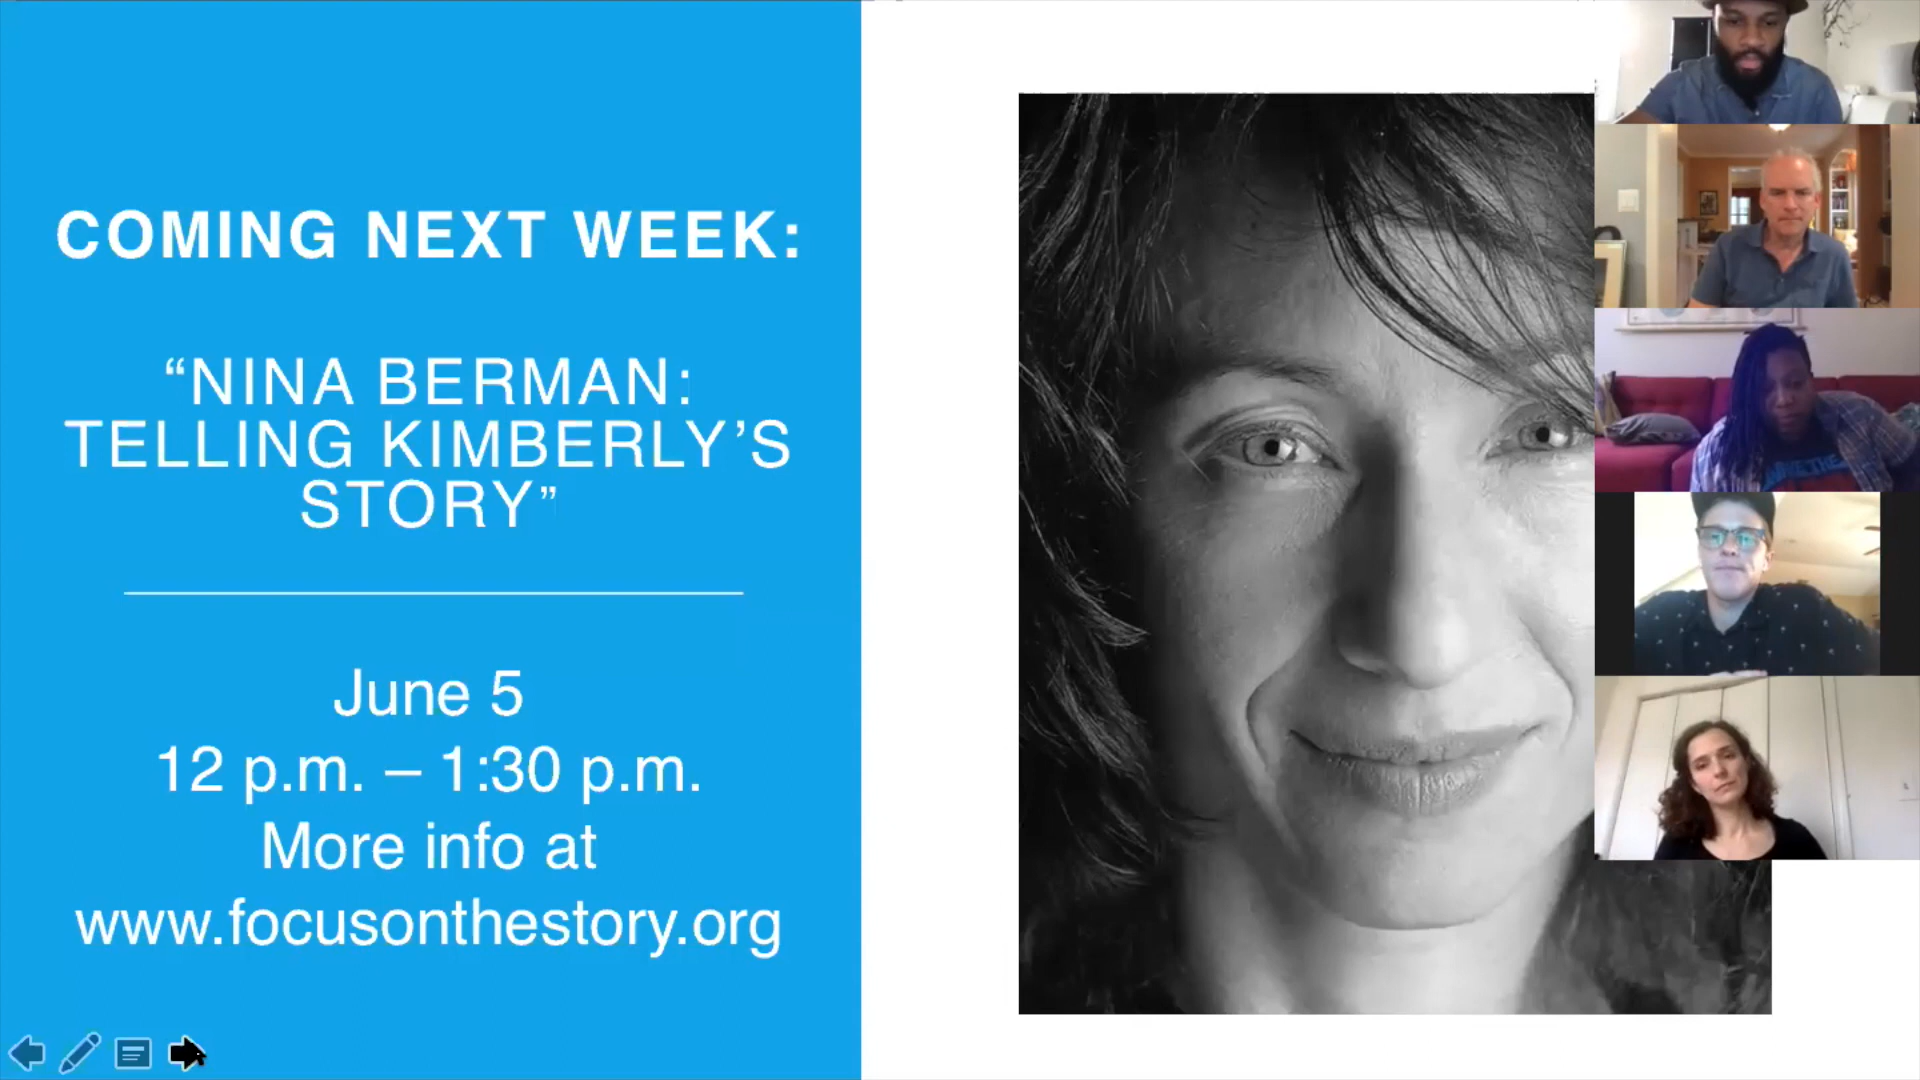 COMING NEXT WEEK:
“NINA BERMAN:
TELLING KIMBERLY’S
STORY”
June 5
12 p.m. – 1:30 p.m.
More info at
www.focusonthestory.org